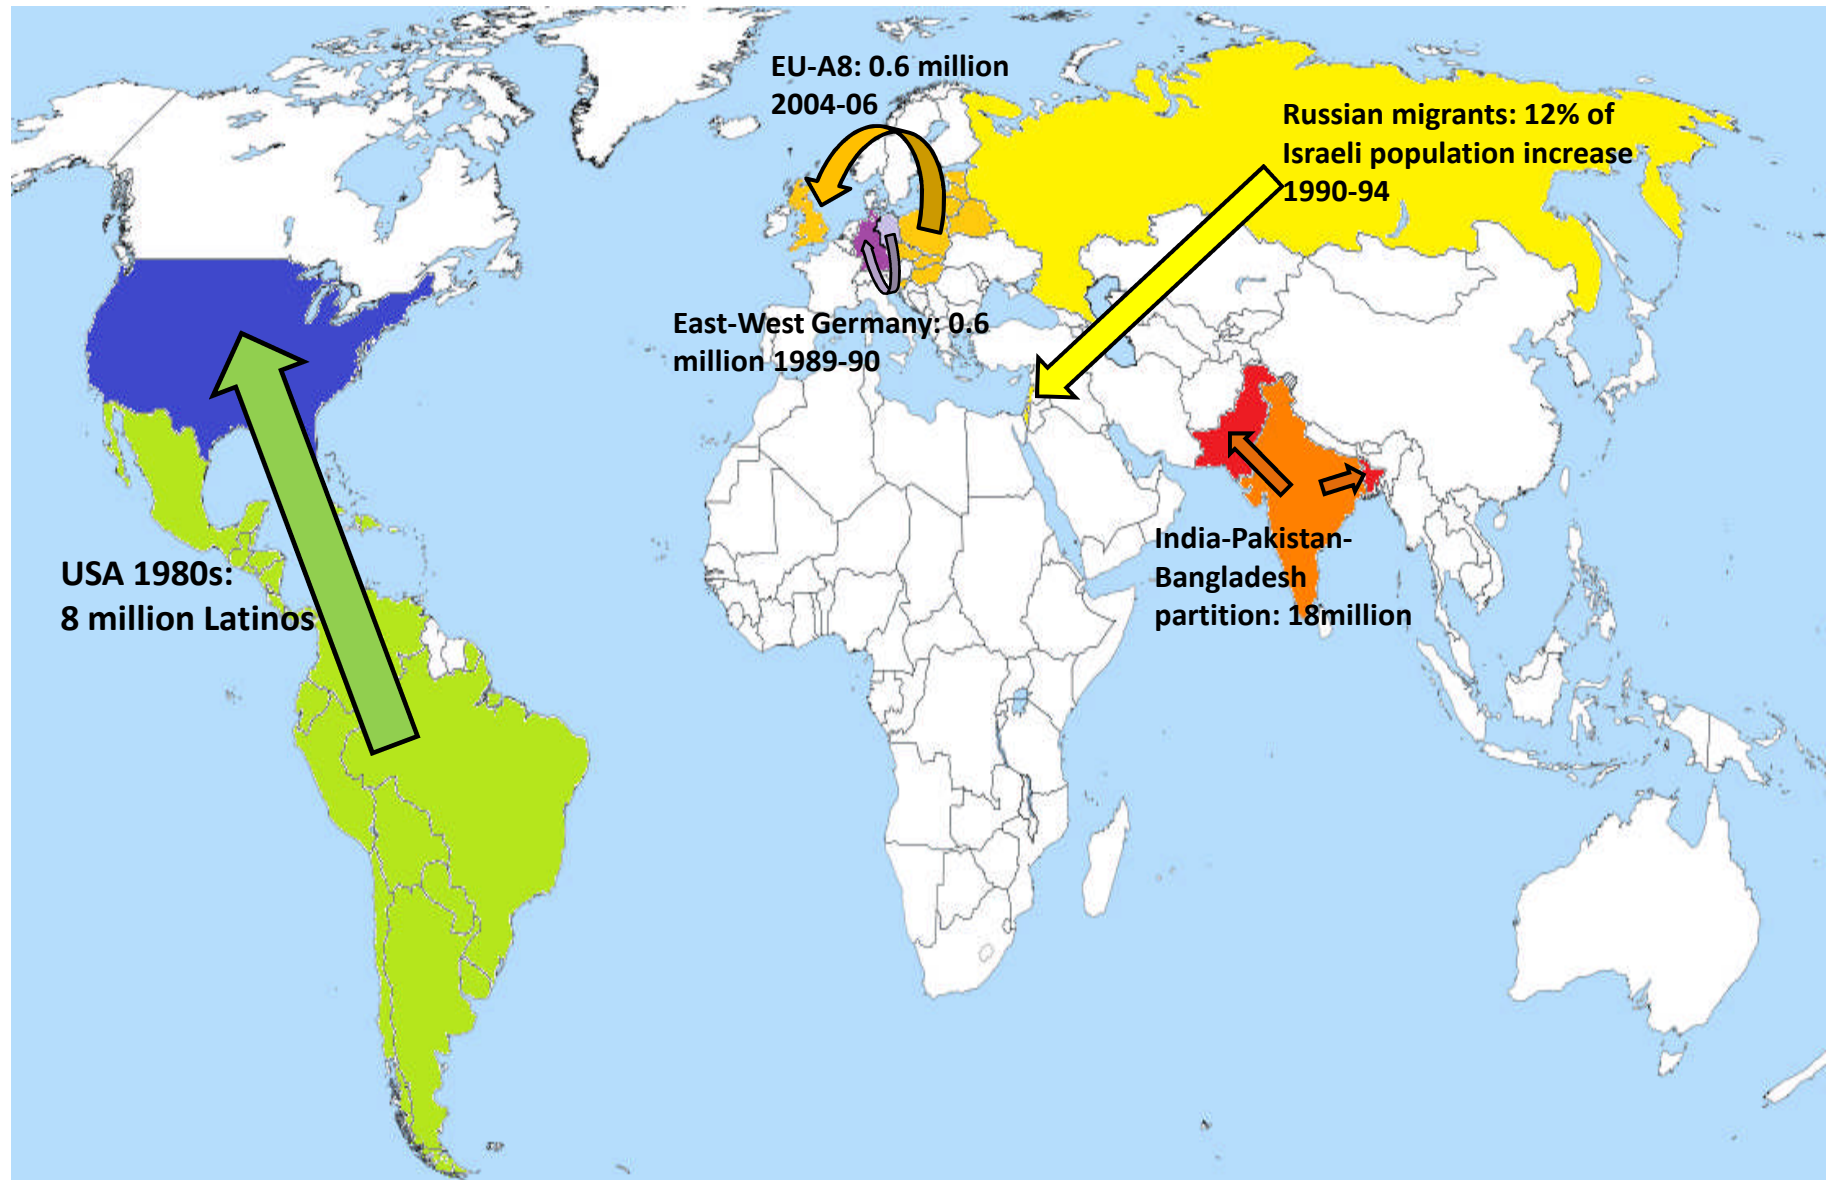 EU-A8: 0.6 million
2004-06
Russian migrants: 12% of
Israeli population increase
1990-94
East-West Germany: 0.6
million 1989-90
India-Pakistan-
Bangladesh
partition: 18million
USA 1980s:
8 million Latinos